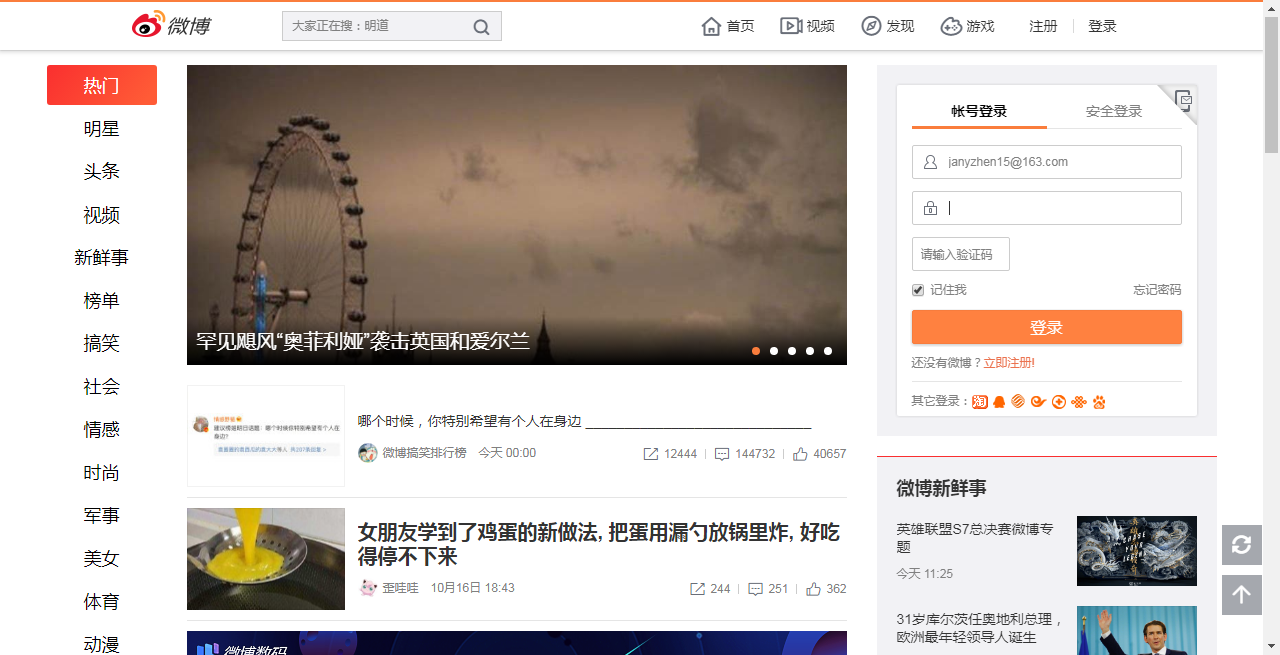 微博
大家正在搜：明道
首页
视频
发现
游戏
注册
登录
热门
明星
头条
视频
新鲜事
榜单
搞笑
社会
情感
时尚
军事
美女
体育
动漫
罕见飓风“奥菲利娅”袭击英国和爱尔兰
哪个时候，你特别希望有个人在身边 ______________________________
微博搞笑排行榜 今天 00:00
12444 144732 40657
女朋友学到了鸡蛋的新做法, 把蛋用漏勺放锅里炸, 好吃
得停不下来
歪哇哇 10月16日 18:43
240 251 362
微博数码
帐号登录
安全登录
janyzhen15@163.com
请输入验证码
记住我
忘记密码
登录
还没有微博？立即注册!
其它登录：
微博新鲜事
英雄联盟S7总决赛微博专
题
今天 11:25
31岁库尔茨任奥地利总理，
欧洲最年轻领导人诞生